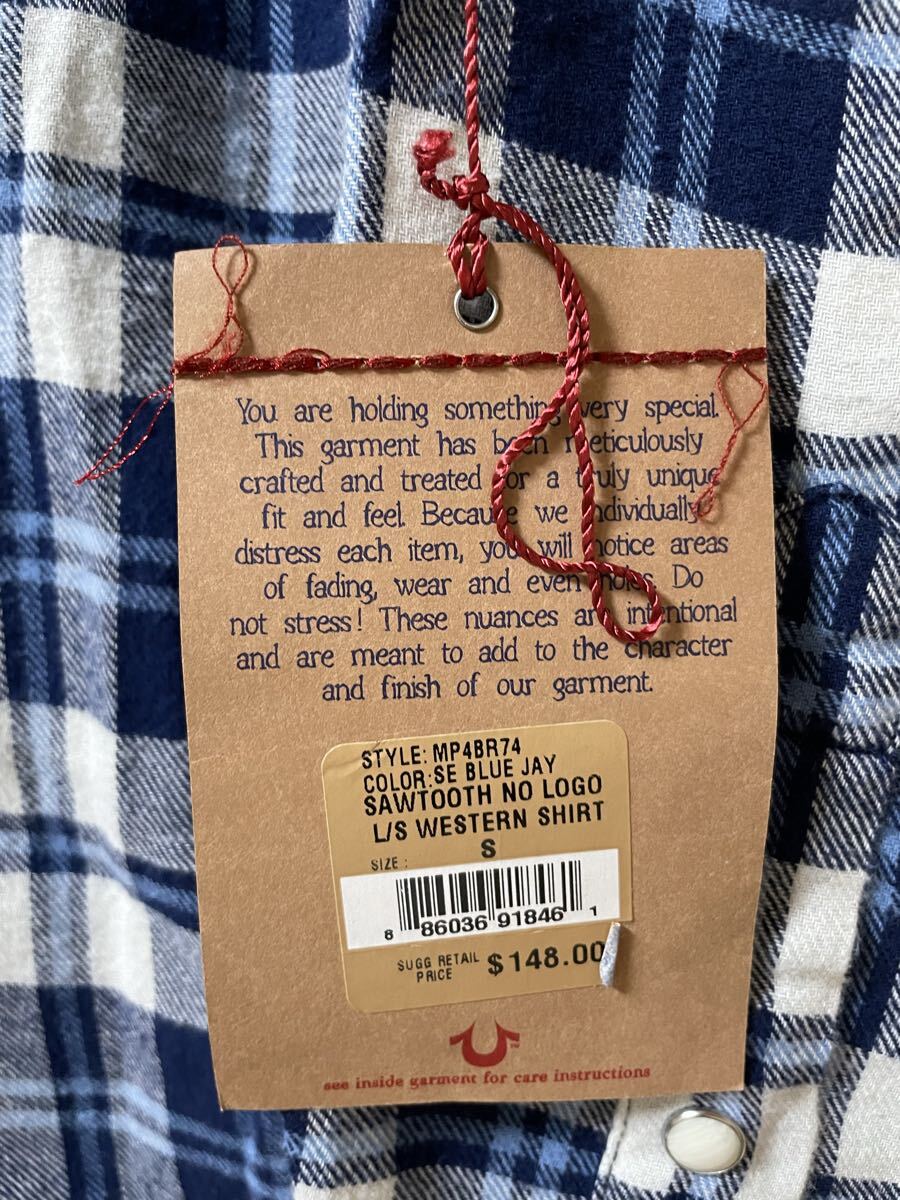 You are holding something very special.
This garment has been meticulously
crafted and treated for a truly unique
fit and feel. Because we individually
distress each item, you will notice areas
of fading, wear and even holes. Do
not stress! These nuances are intentional
and are meant to add to the character
and finish of our garment.
STYLE: MP4BR74
COLOR:SE BLUE JAY
SAWTOOTH NO LOGO
L/S WESTERN SHIRT
SIZE : S
8 86036 91846 1
SUGG RETAIL PRICE $148.00
TM
see inside garment for care instructions